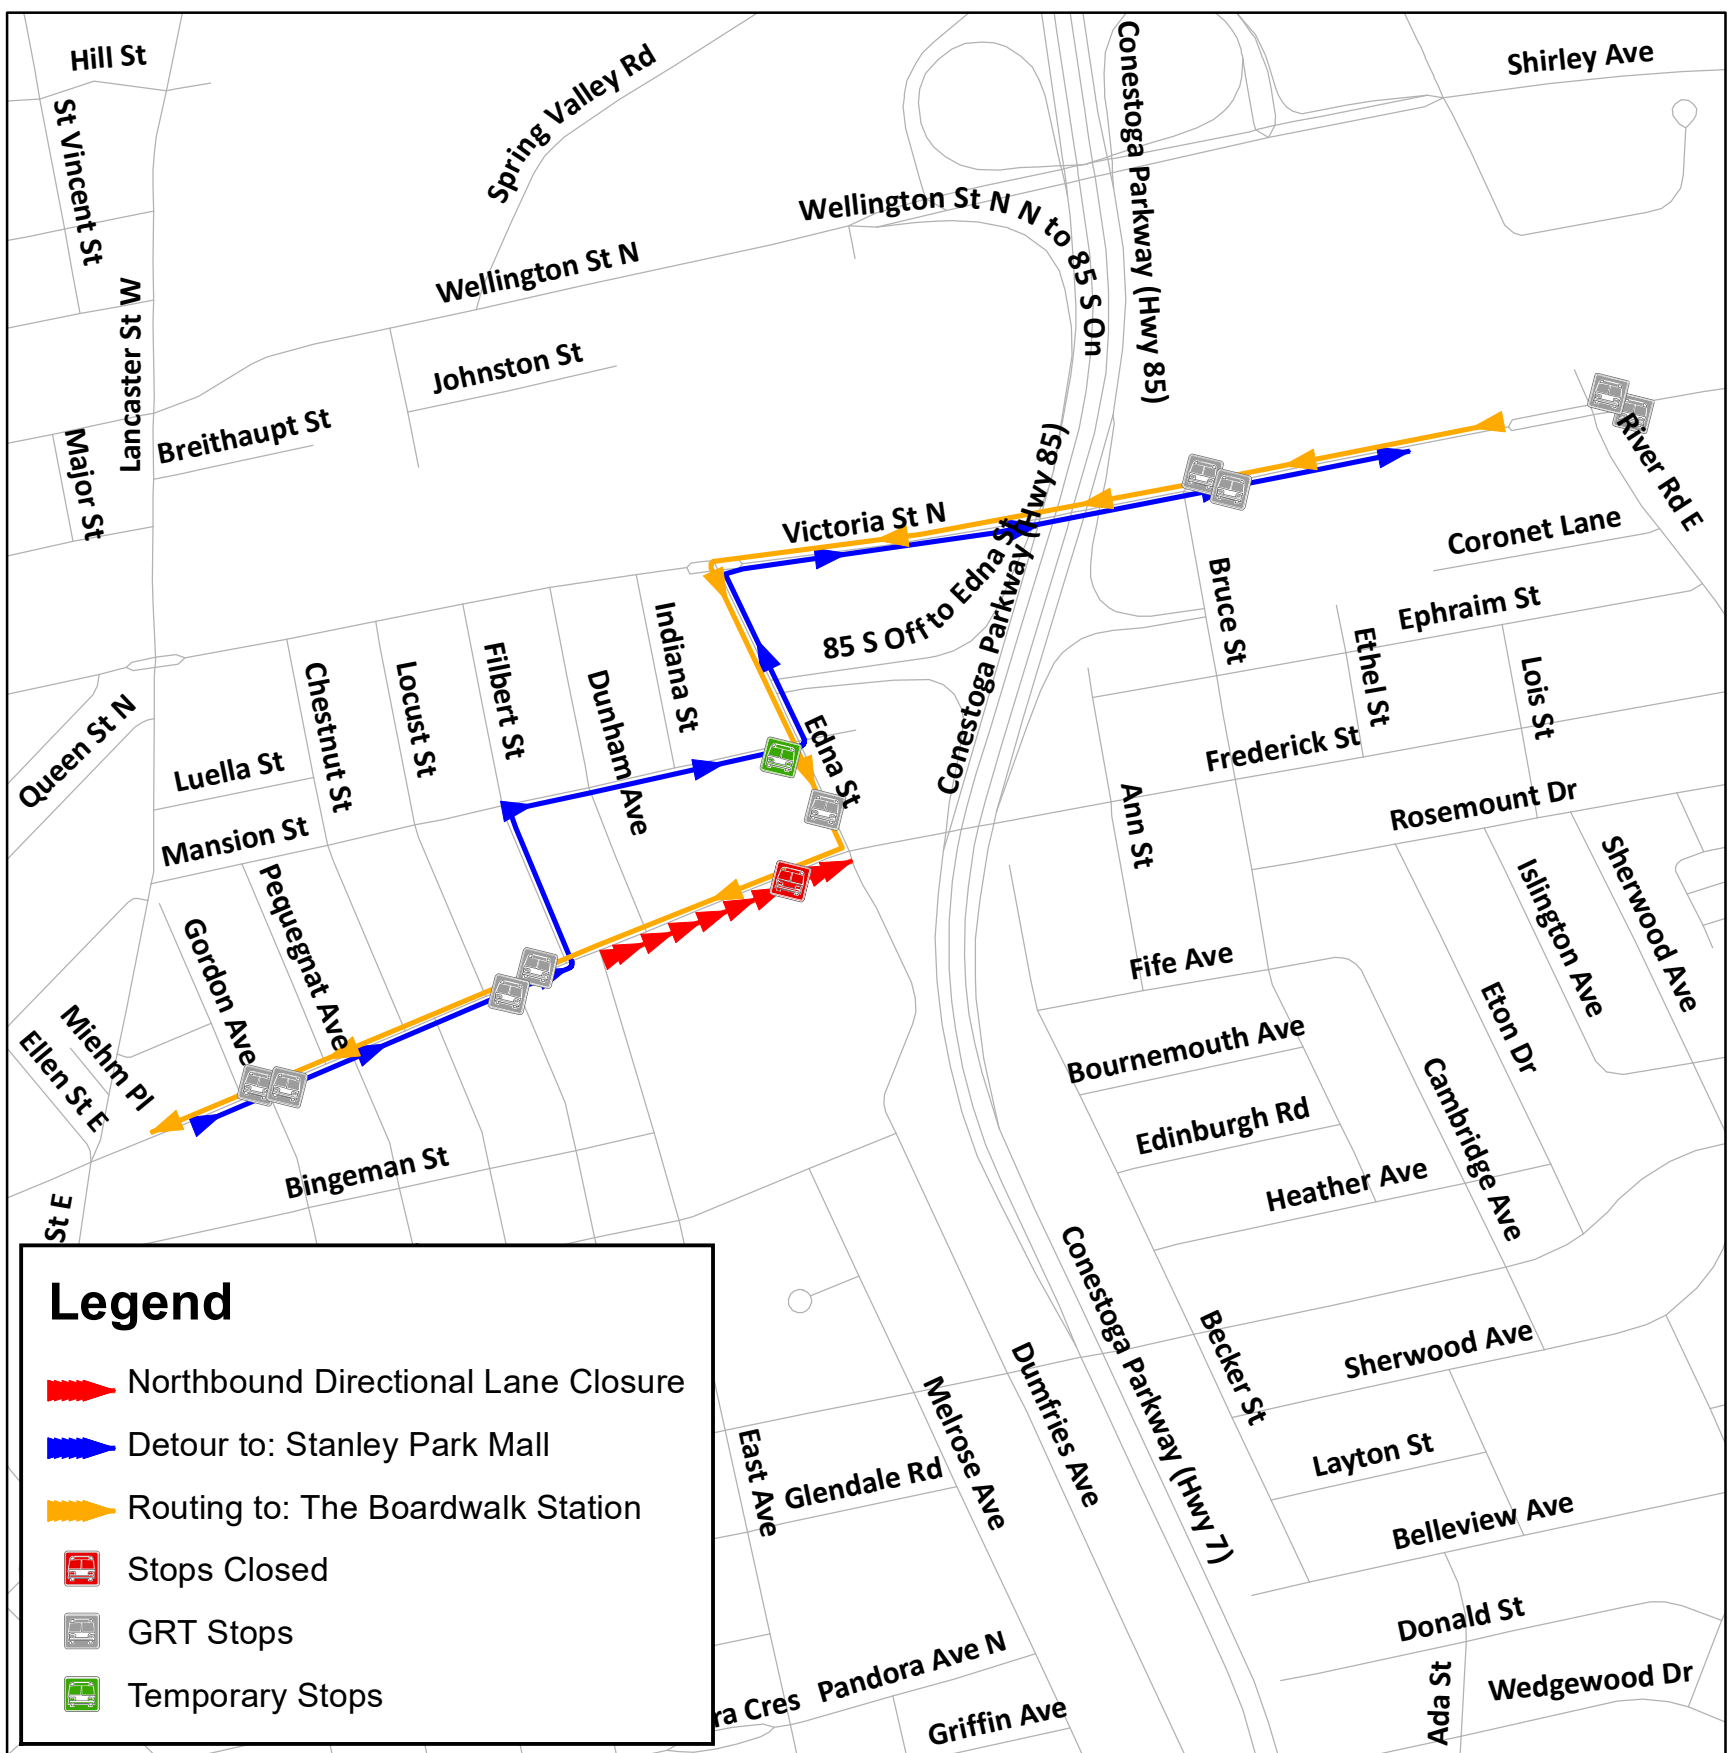 Hill St
Spring Valley Rd
Conestoga Parkway (Hwy 85)
Shirley Ave
St Vincent St
Wellington St N
N to 85 S On
Wellington St N
Lancaster St W
Johnston St
Breithaupt St
Major St
River Rd E
Victoria St N
Conestoga Parkway (Hwy 85)
85 S Off to Edna St
Coronet Lane
Bruce St
Ephraim St
Ethel St
Lois St
Indiana St
Filbert St
Locust St
Chestnut St
Dunham Ave
Edna St
Queen St N
Luella St
Mansion St
Frederick St
Rosemount Dr
Ann St
Pequegnat Ave
Gordon Ave
Islington Ave
Sherwood Ave
Fife Ave
Eton Dr
Miehm Pl
Ellen St E
Bournemouth Ave
Edinburgh Rd
Cambridge Ave
Bingeman St
Heather Ave
St E
Conestoga Parkway (Hwy 7)
Becker St
Sherwood Ave
Dumfries Ave
Melrose Ave
East Ave
Glendale Rd
Layton St
Belleview Ave
Donald St
Ada St
Wedgewood Dr
Pandora Ave N
ra Cres
Griffin Ave
Legend
Northbound Directional Lane Closure
Detour to: Stanley Park Mall
Routing to: The Boardwalk Station
Stops Closed
GRT Stops
Temporary Stops